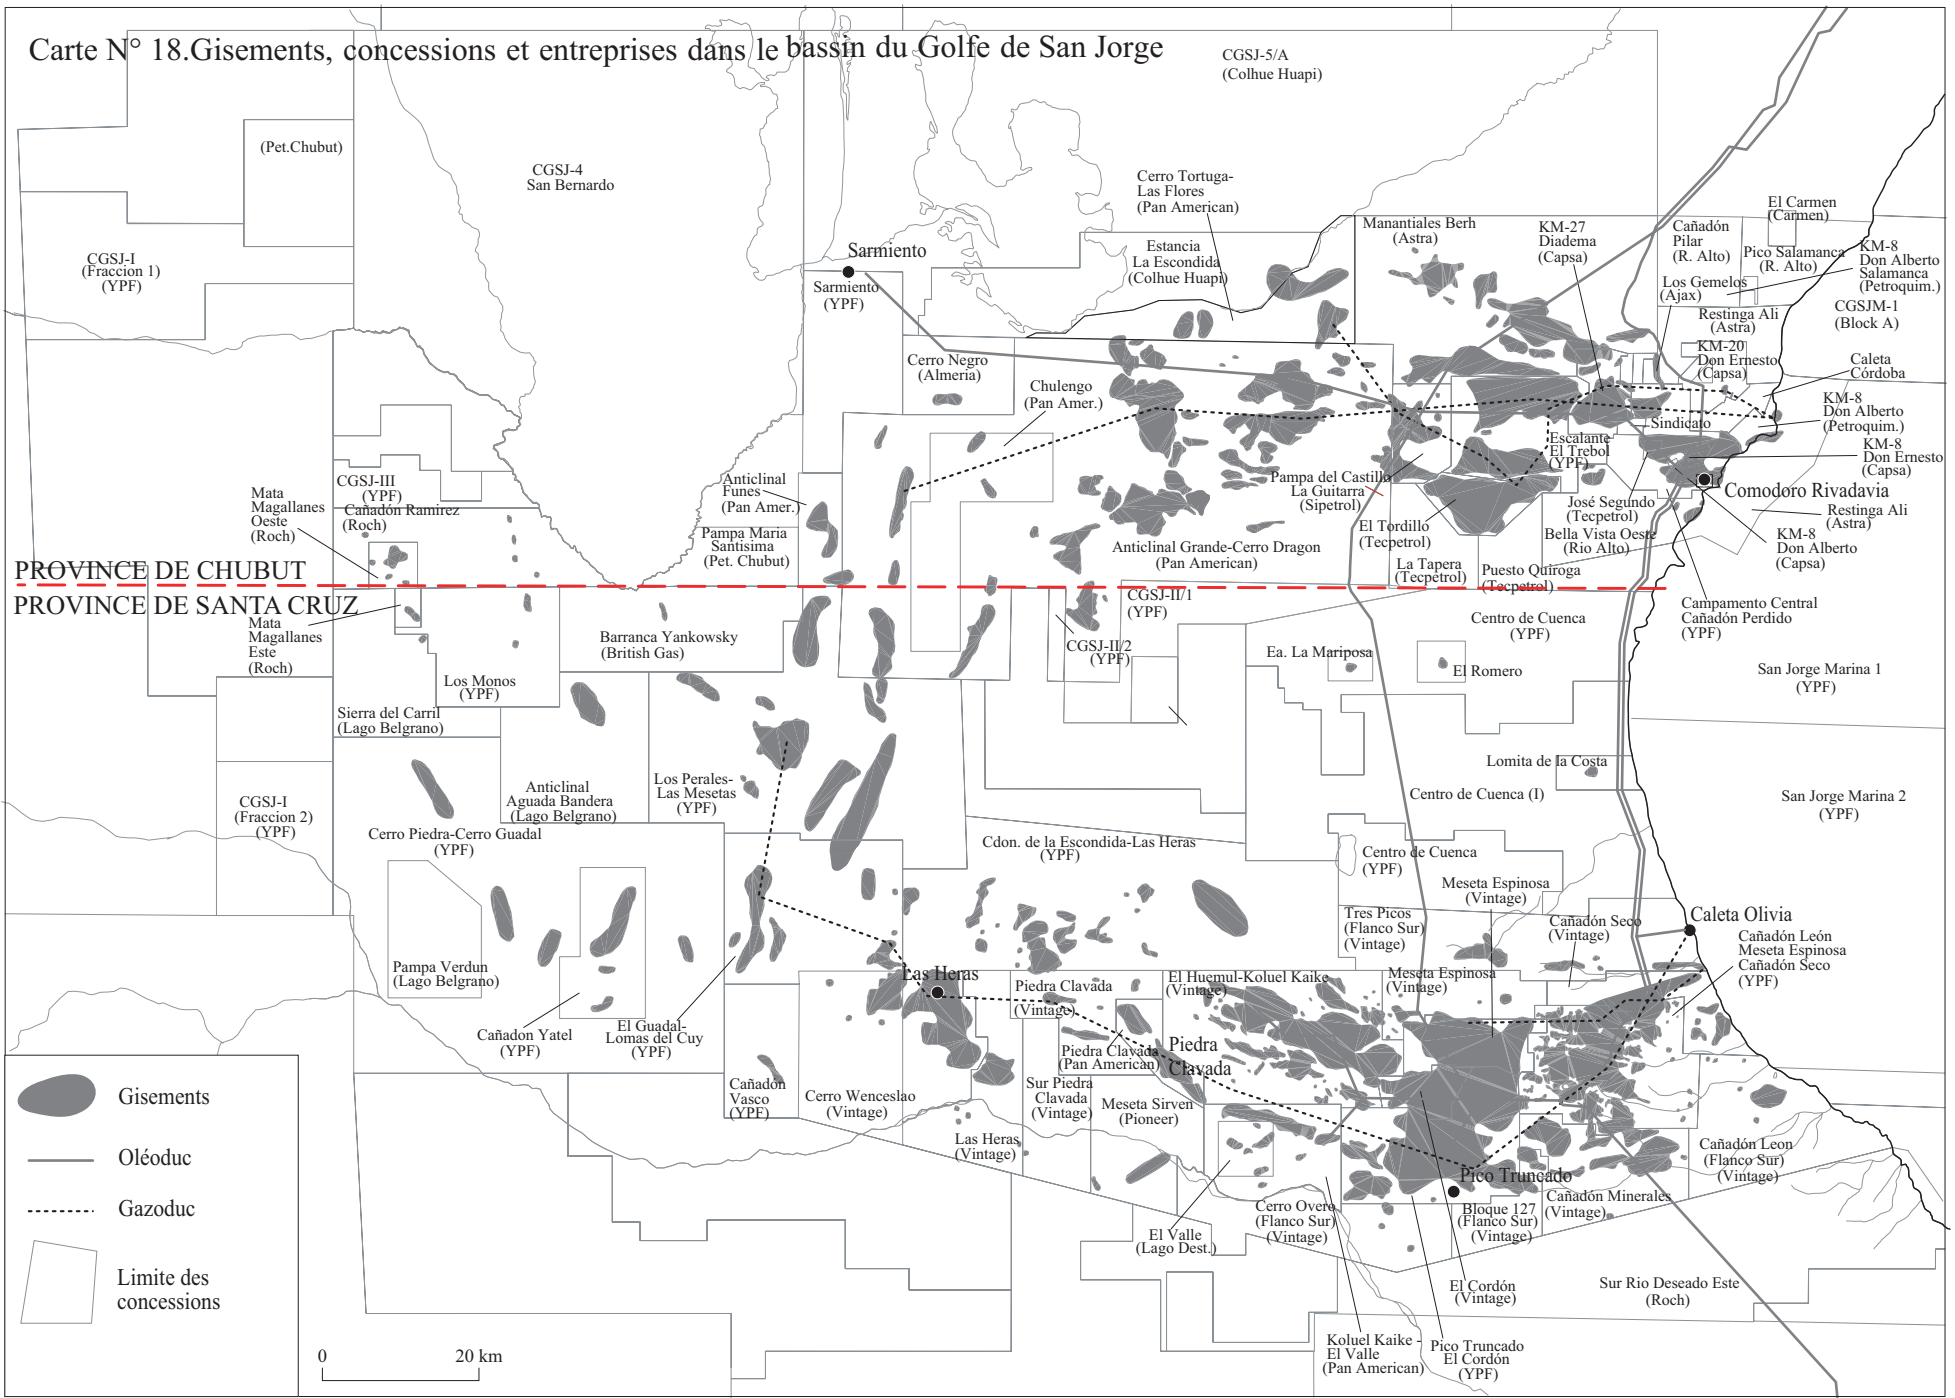 Carte N° 18.Gisements, concessions et entreprises dans le bassin du Golfe de San Jorge
CGSJ-5/A
(Colhue Huapi)
(Pet.Chubut)
CGSJ-4
San Bernardo
CGSJ-I
(Fraccion 1)
(YPF)
Sarmiento
Sarmiento
(YPF)
Cerro Tortuga-
Las Flores
(Pan American)
Estancia
La Escondida
(Colhue Huapi)
Manantiales Berh
(Astra)
KM-27
Diadema
(Capsa)
Cañadón
Pilar
(R. Alto)
El Carmen
(Carmen)
Pico Salamanca
(R. Alto)
KM-8
Don Alberto
Salamanca
(Petroquim.)
Los Gemelos
(Ajax)
Restinga Ali
(Astra)
CGSJM-1
(Block A)
KM-20
Don Ernesto
(Capsa)
Caleta
Córdoba
KM-8
Don Alberto
(Petroquim.)
KM-8
Don Ernesto
(Capsa)
Cerro Negro
(Almeria)
Chulengo
(Pan Amer.)
Sindicato
Escalante
El Trebol
(YPF)
Pampa del Castillo
La Guitarra
(Sipetrol)
José Segundo
(Tecpetrol)
Comodoro Rivadavia
Restinga Ali
(Astra)
KM-8
Don Alberto
(Capsa)
El Tordillo
(Tecpetrol)
Bella Vista Oeste
(Rio Alto)
La Tapera
(Tecpetrol)
Puesto Quiroga
(Tecpetrol)
Campamento Central
Cañadón Perdido
(YPF)
Anticlinal Grande-Cerro Dragon
(Pan American)
Anticlinal
Funes
(Pan Amer.)
Pampa Maria
Santisima
(Pet. Chubut)
CGSJ-III
(YPF)
Cañadón Ramirez
(Roch)
Mata
Magallanes
Oeste
(Roch)
PROVINCE DE CHUBUT
PROVINCE DE SANTA CRUZ
Mata
Magallanes
Este
(Roch)
Barranca Yankowsky
(British Gas)
Los Monos
(YPF)
Sierra del Carril
(Lago Belgrano)
CGSJ-II/1
(YPF)
CGSJ-II/2
(YPF)
Centro de Cuenca
(YPF)
Ea. La Mariposa
El Romero
San Jorge Marina 1
(YPF)
Lomita de la Costa
Centro de Cuenca (I)
San Jorge Marina 2
(YPF)
CGSJ-I
(Fraccion 2)
(YPF)
Anticlinal
Aguada Bandera
(Lago Belgrano)
Los Perales-
Las Mesetas
(YPF)
Cerro Piedra-Cerro Guadal
(YPF)
Cdon. de la Escondida-Las Heras
(YPF)
Centro de Cuenca
(YPF)
Meseta Espinosa
(Vintage)
Tres Picos
(Flanco Sur)
(Vintage)
Cañadón Seco
(Vintage)
Caleta Olivia
Cañadón León
Meseta Espinosa
Cañadón Seco
(YPF)
Pampa Verdun
(Lago Belgrano)
Cañadon Yatel
(YPF)
El Guadal-
Lomas del Cuy
(YPF)
Las Heras
Piedra Clavada
(Vintage)
El Huemul-Koluel Kaike
(Vintage)
Meseta Espinosa
(Vintage)
Piedra Clavada
(Pan American)
Piedra
Clavada
Cañadón
Vasco
(YPF)
Cerro Wenceslao
(Vintage)
Sur Piedra
Clavada
(Vintage)
Meseta Sirven
(Pioneer)
Las Heras
(Vintage)
Cañadón Leon
(Flanco Sur)
(Vintage)
Pico Truncado
Cañadón Minerales
(Vintage)
Bloque 127
(Flanco Sur)
(Vintage)
Cerro Overo
(Flanco Sur)
(Vintage)
El Valle
(Lago Dest.)
El Cordón
(Vintage)
Sur Rio Deseado Este
(Roch)
Koluel Kaike -
El Valle
(Pan American)
Pico Truncado
El Cordón
(YPF)
Gisements
Oléoduc
Gazoduc
Limite des
concessions
0 20 km